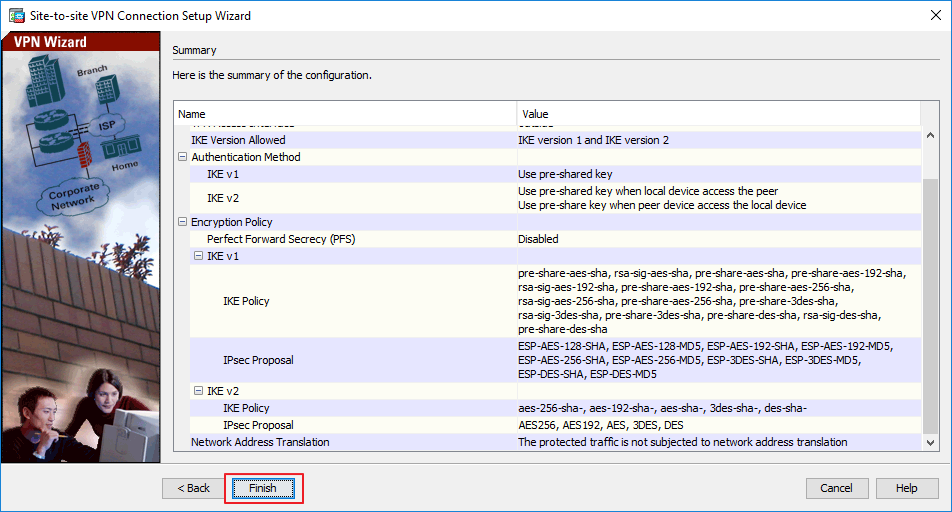 Site-to-site VPN Connection Setup Wizard
VPN Wizard
Branch
ISP
Home
Corporate
Network
Summary
Here is the summary of the configuration.
Name Value
IKE Version Allowed IKE version 1 and IKE version 2
Authentication Method
IKE v1 Use pre-shared key
IKE v2 Use pre-shared key when local device access the peer
Use pre-share key when peer device access the local device
Encryption Policy
Perfect Forward Secrecy (PFS) Disabled
IKE v1
IKE Policy pre-share-aes-sha, rsa-sig-aes-sha, pre-share-aes-sha, pre-share-aes-192-sha,
rsa-sig-aes-192-sha, pre-share-aes-192-sha, pre-share-aes-256-sha,
rsa-sig-aes-256-sha, pre-share-aes-256-sha, pre-share-3des-sha,
rsa-sig-3des-sha, pre-share-3des-sha, pre-share-des-sha, rsa-sig-des-sha,
pre-share-des-sha
IPsec Proposal ESP-AES-128-SHA, ESP-AES-128-MD5, ESP-AES-192-SHA, ESP-AES-192-MD5,
ESP-AES-256-SHA, ESP-AES-256-MD5, ESP-3DES-SHA, ESP-3DES-MD5,
ESP-DES-SHA, ESP-DES-MD5
IKE v2
IKE Policy aes-256-sha-, aes-192-sha-, aes-sha-, 3des-sha-, des-sha-
IPsec Proposal AES256, AES192, AES, 3DES, DES
Network Address Translation The protected traffic is not subjected to network address translation
< Back Finish Cancel Help